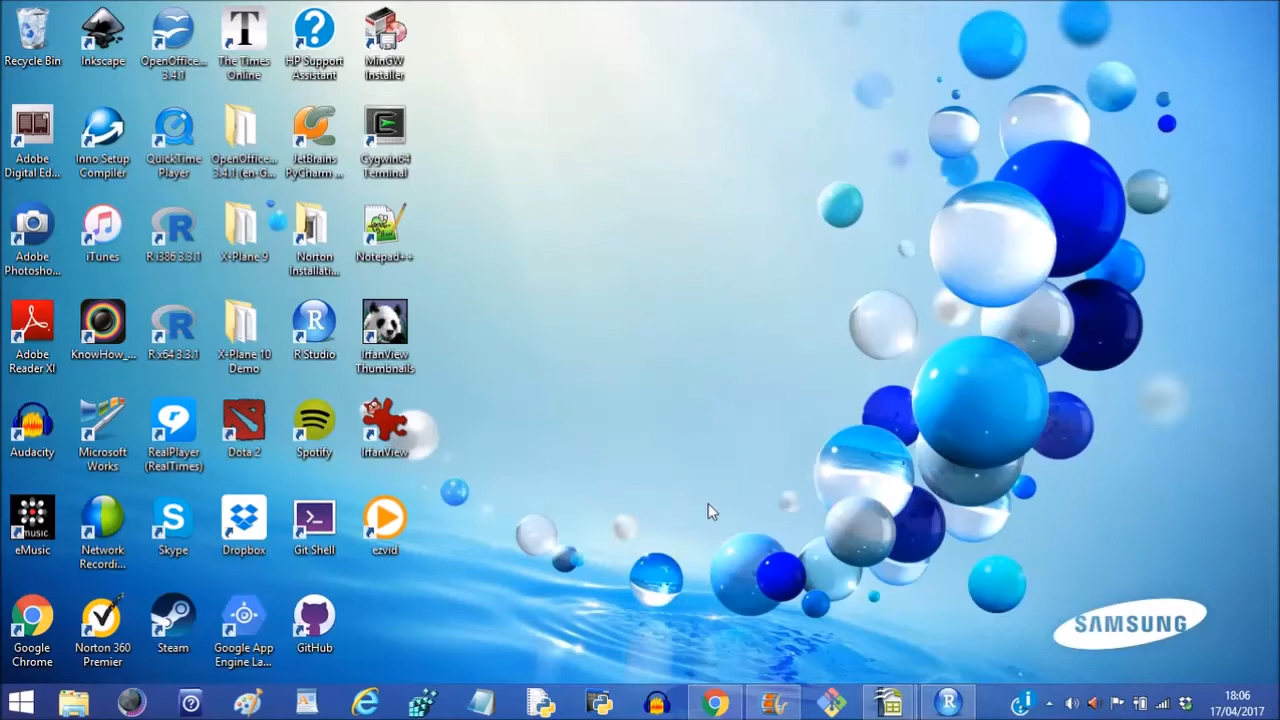 Recycle Bin
Inkscape
OpenOffice...
3.4.1
The Times
Online
HP Support
Assistant
MinGW
Installer
Adobe
Digital Ed...
Inno Setup
Compiler
QuickTime
Player
OpenOffice...
3.4.1 (en-G...
JetBrains
PyCharm ...
Cygwin64
Terminal
Adobe
Photosho...
iTunes
R i386 3.3.1
X-Plane 9
Norton
Installati...
Notepad++
Adobe
Reader XI
KnowHow_...
R x64 3.3.1
X-Plane 10
Demo
R Studio
IrfanView
Thumbnails
Audacity
Microsoft
Works
RealPlayer
(RealTimes)
Dota 2
Spotify
IrfanView
music
eMusic
Network
Recordi...
Skype
Dropbox
Git Shell
ezvid
Google
Chrome
Norton 360
Premier
Steam
Google App
Engine La...
GitHub
SAMSUNG
18:06
17/04/2017